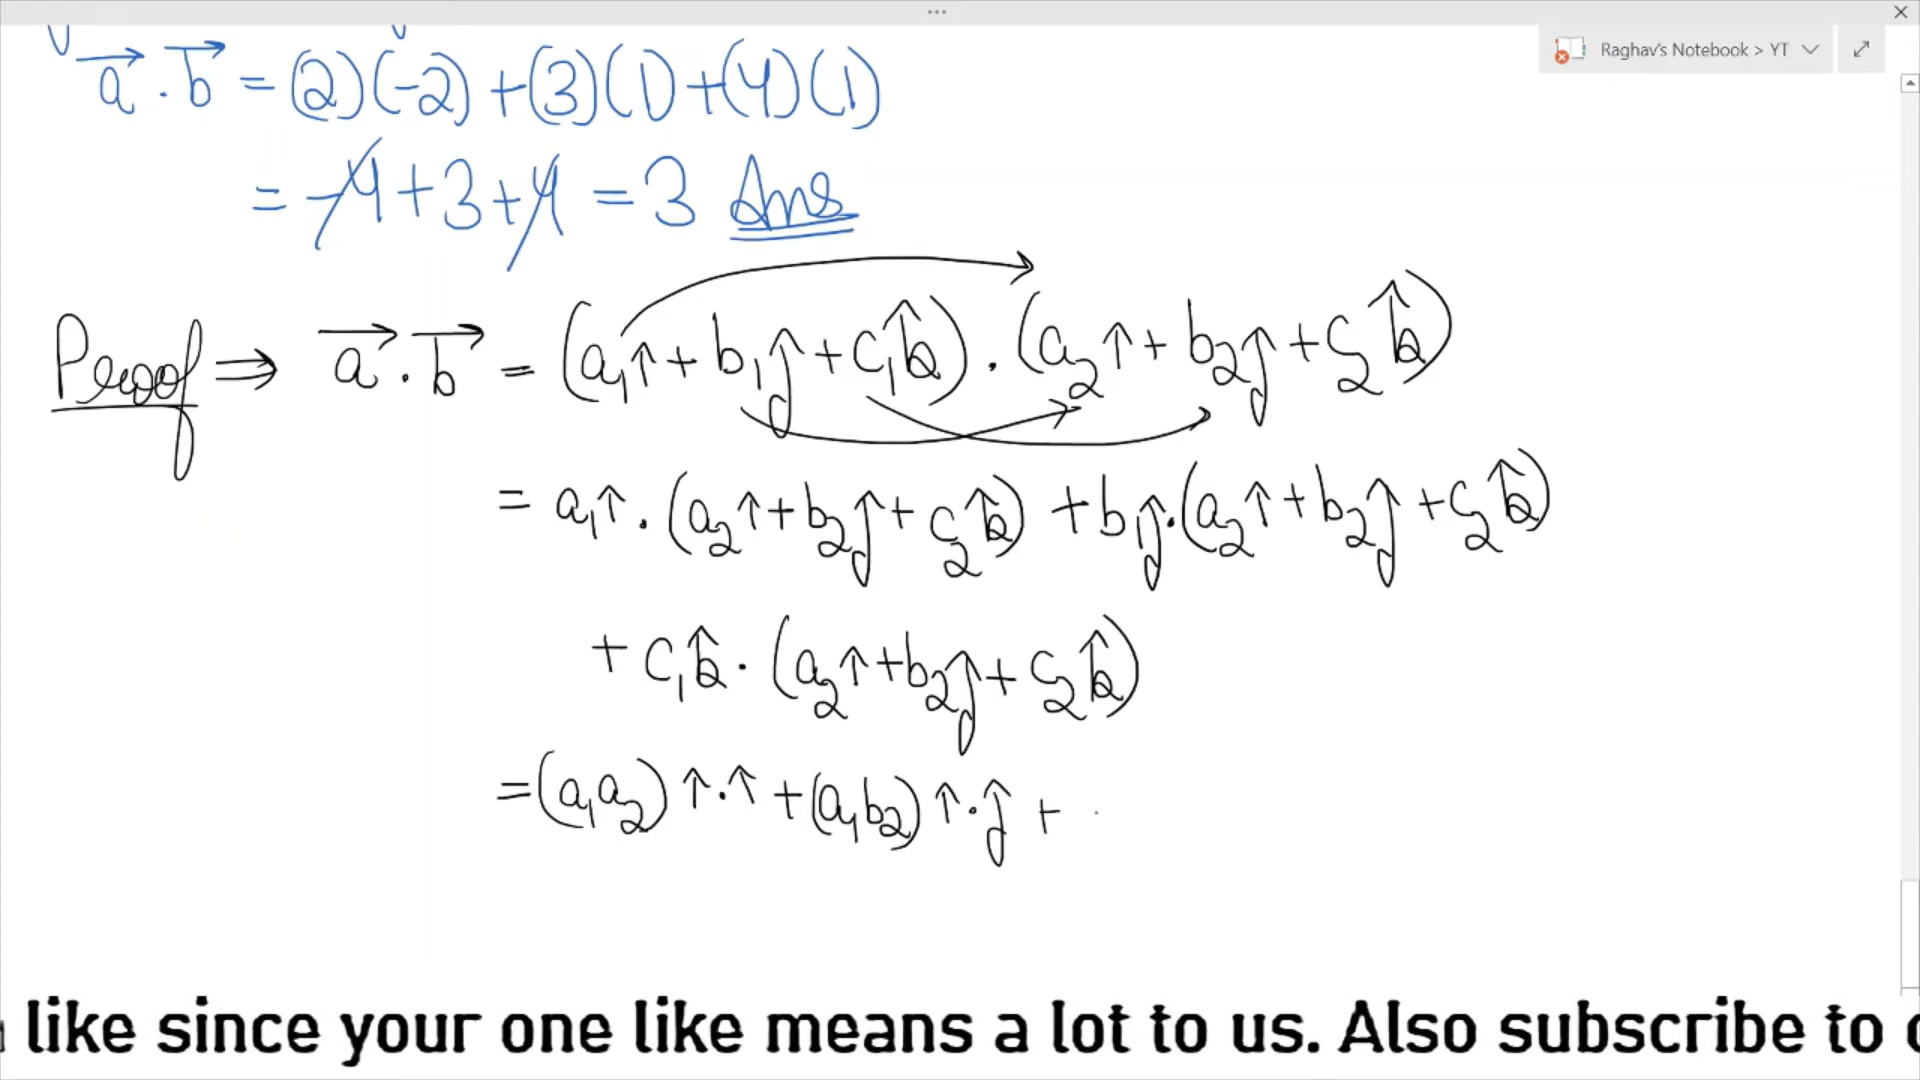 Raghav's Notebook > YT
a⃗ . b⃗ = (2)(-2) + (3)(1) + (4)(1)
= -4 + 3 + 4 = 3 Ans
Proof ⇒ a⃗ . b⃗ = (a₁î + b₁ĵ + c₁k̂) . (a₂î + b₂ĵ + c₂k̂)
= a₁î . (a₂î + b₂ĵ + c₂k̂) + b₁ĵ . (a₂î + b₂ĵ + c₂k̂)
+ c₁k̂ . (a₂î + b₂ĵ + c₂k̂)
= (a₁a₂) î . î + (a₁b₂) î . ĵ +
like since your one like means a lot to us. Also subscribe to